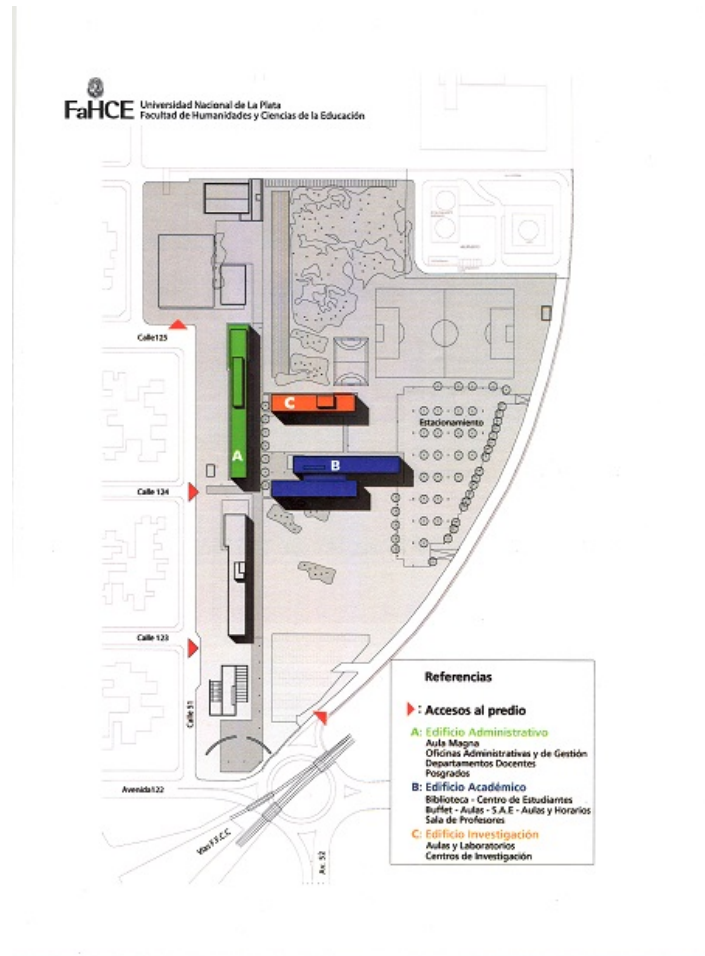 FaHCE
Universidad Nacional de La Plata
Facultad de Humanidades y Ciencias de la Educación
Calle125
C
Estacionamiento
A
B
Calle 124
Calle 123
Calle 51
Avenida122
Vias F.F.C.C
Av. 52
Referencias
: Accesos al predio
A: Edificio Administrativo
Aula Magna
Oficinas Administrativas y de Gestión
Departamentos Docentes
Posgrados
B: Edificio Académico
Biblioteca - Centro de Estudiantes
Buffet - Aulas - S.A.E - Aulas y Horarios
Sala de Profesores
C: Edificio Investigación
Aulas y Laboratorios
Centros de Investigación